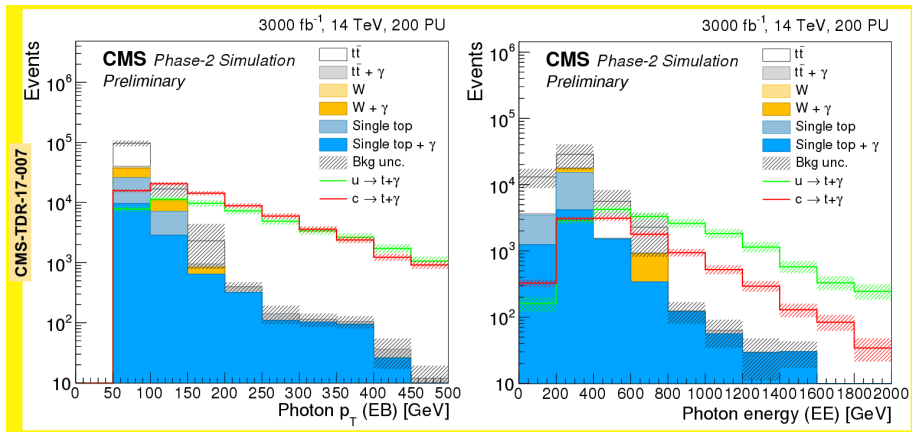 CMS-TDR-17-007
3000 fb⁻¹, 14 TeV, 200 PU
Events
CMS Phase-2 Simulation
Preliminary
tt̄
tt̄ + γ
W
W + γ
Single top
Single top + γ
Bkg unc.
u → t+γ
c → t+γ
10⁶
10⁵
10⁴
10³
10²
10
0 50 100 150 200 250 300 350 400 450 500
Photon p_T (EB) [GeV]
3000 fb⁻¹, 14 TeV, 200 PU
Events
CMS Phase-2 Simulation
Preliminary
tt̄
tt̄ + γ
W
W + γ
Single top
Single top + γ
Bkg unc.
u → t+γ
c → t+γ
10⁶
10⁵
10⁴
10³
10²
10
0 200 400 600 800 1000 1200 1400 1600 1800 2000
Photon energy (EE) [GeV]